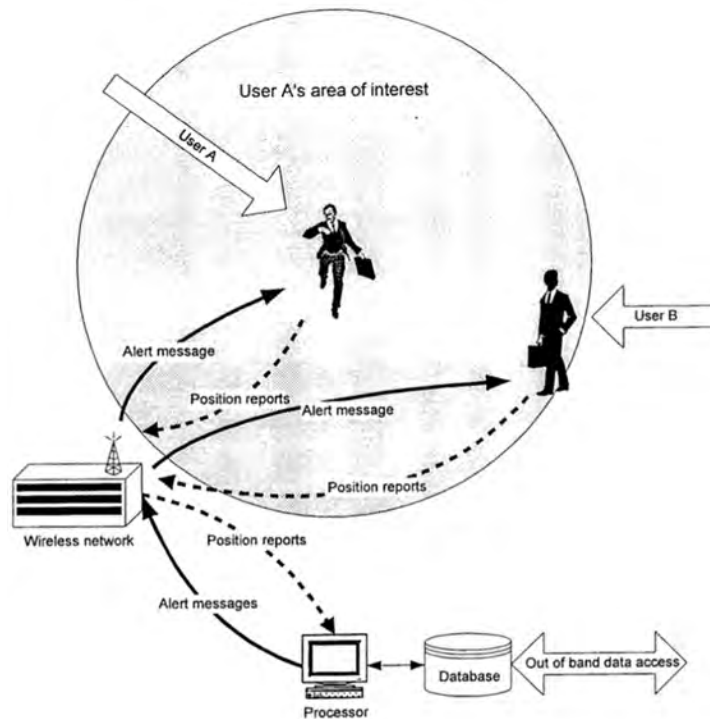 User A's area of interest
User A
User B
Alert message
Position reports
Alert message
Position reports
Wireless network
Position reports
Alert messages
Processor
Database
Out of band data access